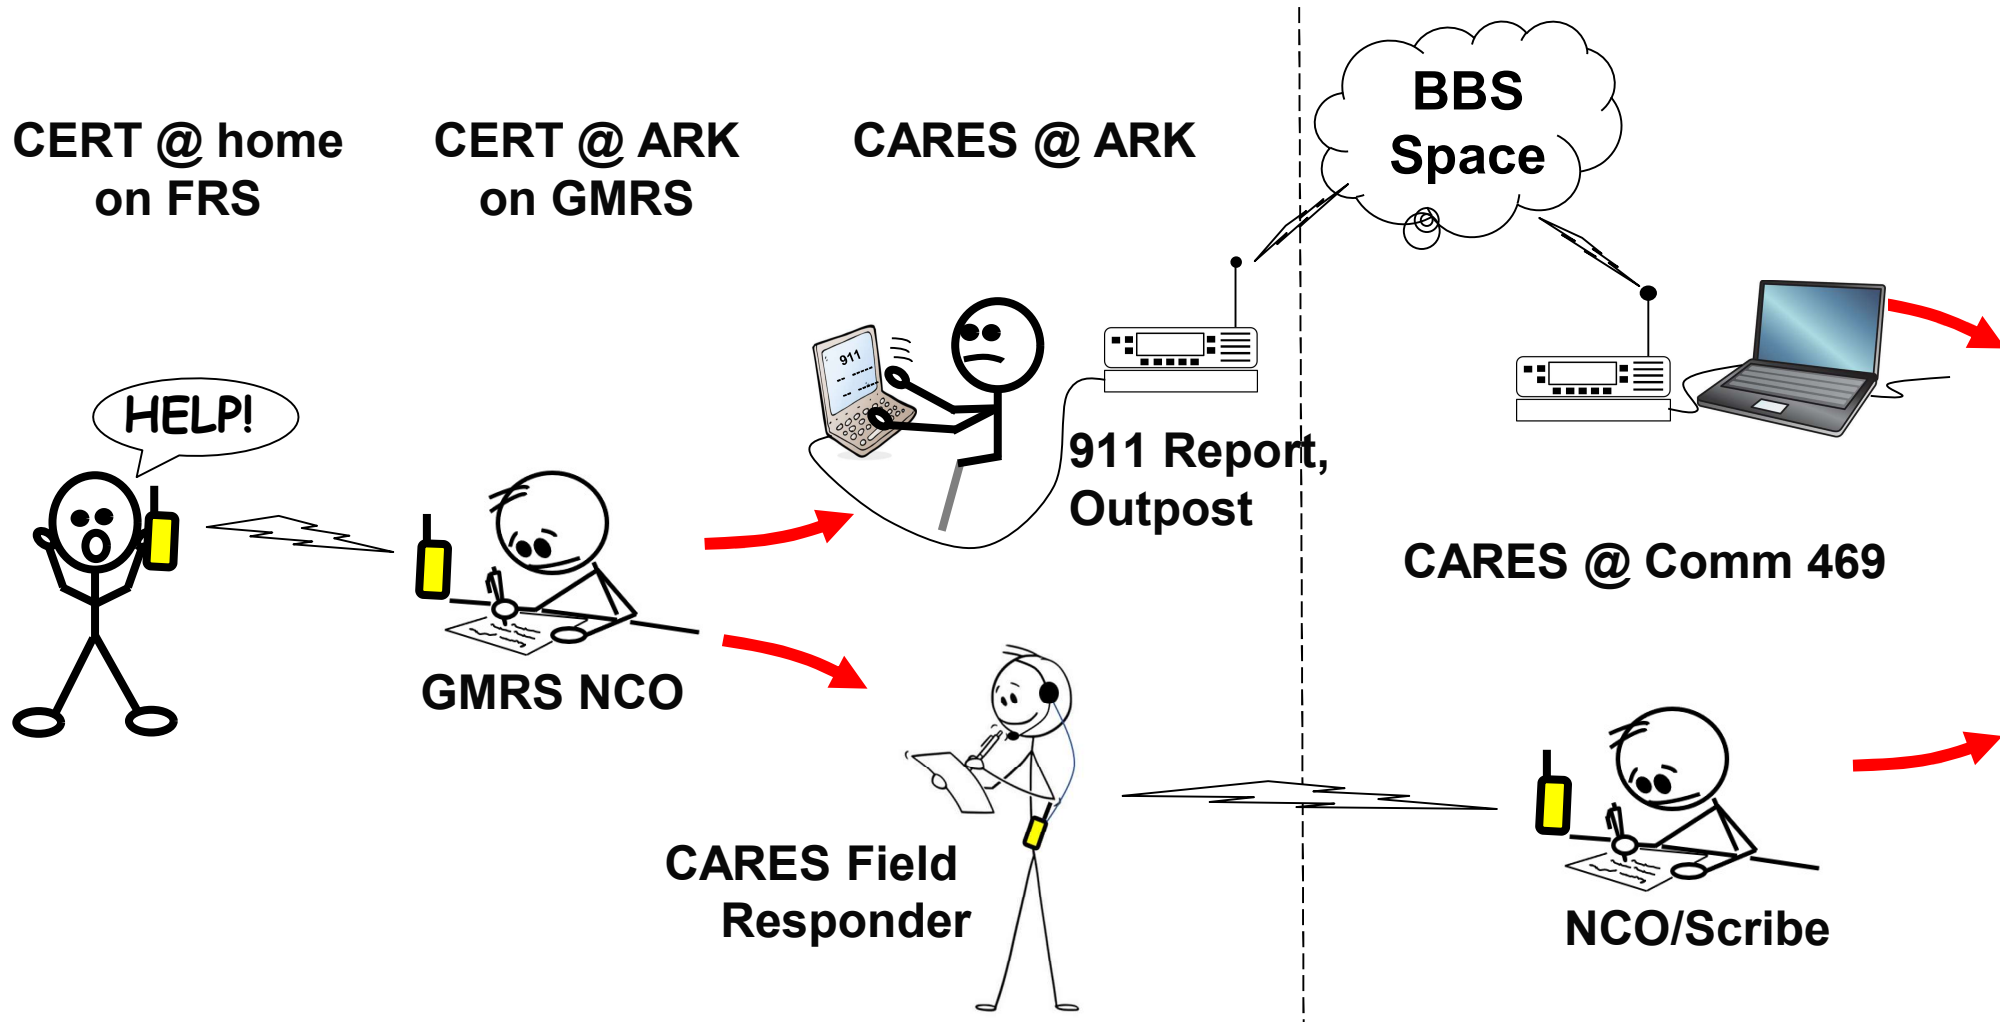 CERT @ home
on FRS
CERT @ ARK
on GMRS
CARES @ ARK
BBS
Space
911
HELP!
911 Report,
Outpost
CARES @ Comm 469
GMRS NCO
CARES Field
Responder
NCO/Scribe